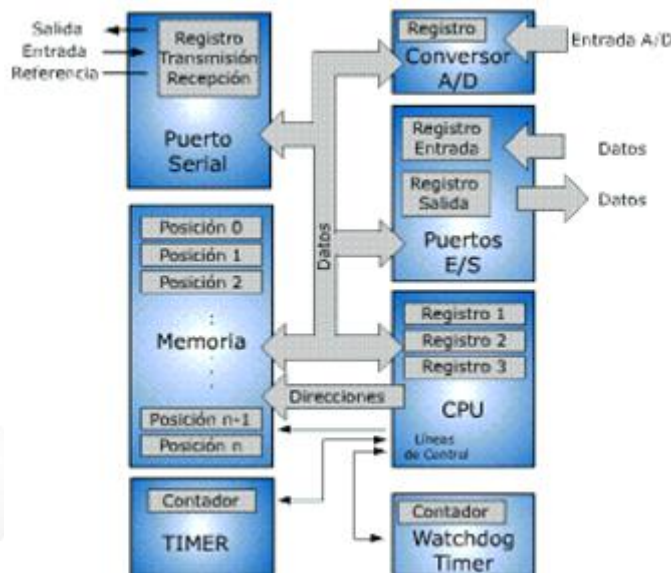 Salida
Entrada
Referencia
Registro
Transmisión
Recepción
Puerto
Serial
Registro
Conversor
A/D
Entrada A/D
Registro
Entrada
Datos
Registro
Salida
Datos
Puertos
E/S
Datos
Posición 0
Posición 1
Posición 2
Memoria
Posición n-1
Posición n
Direcciones
Registro 1
Registro 2
Registro 3
CPU
Líneas
de Control
Contador
TIMER
Contador
Watchdog
Timer